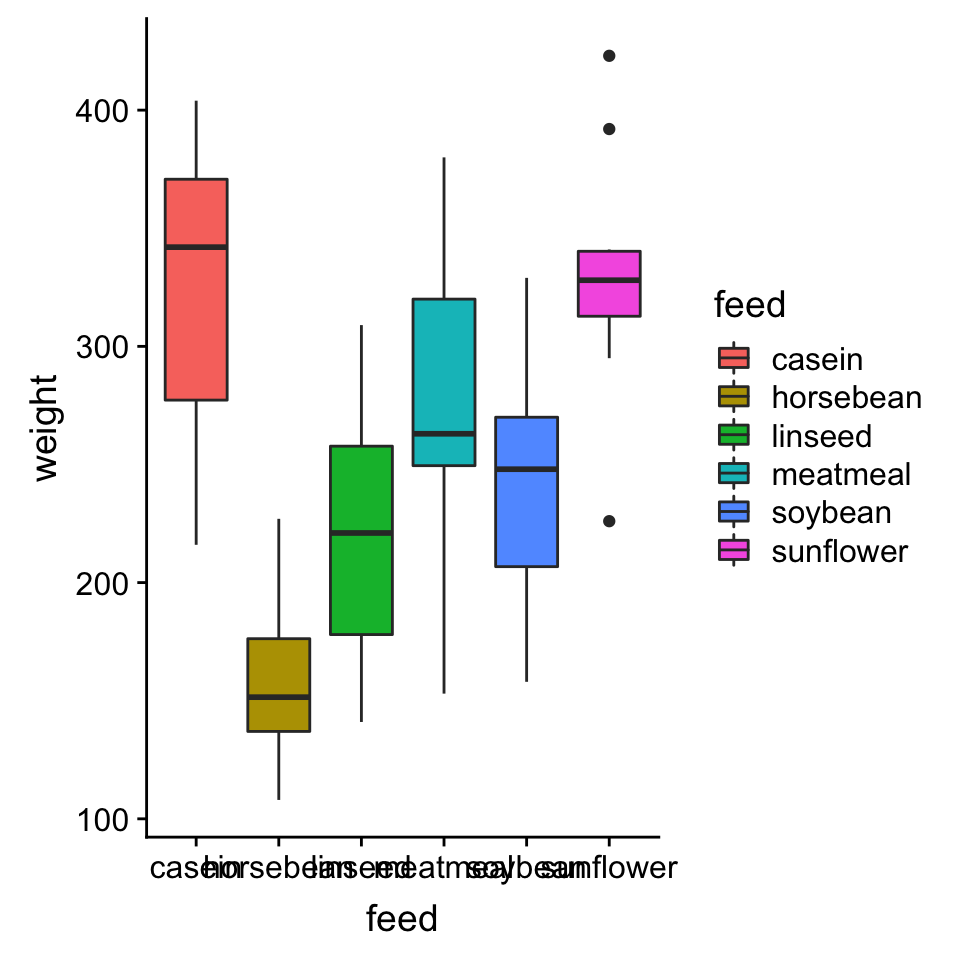 400
300
200
100
weight
casein horsebean linseed meatmeal soybean sunflower
feed
feed
casein
horsebean
linseed
meatmeal
soybean
sunflower